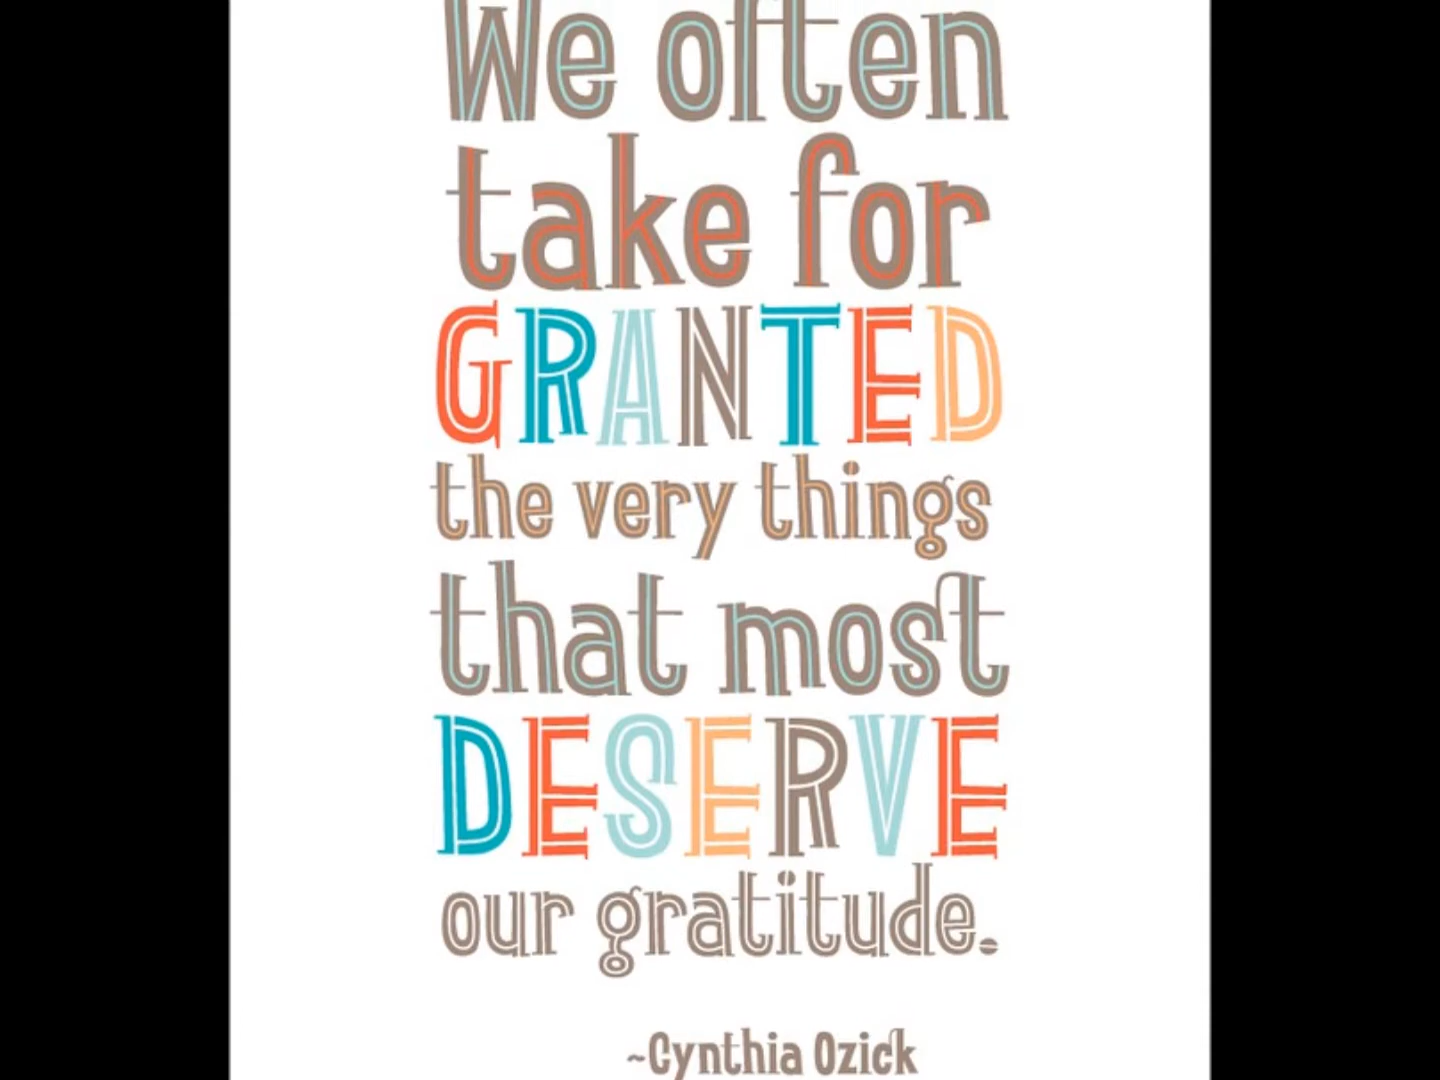 We often
take for
GRANTED
the very things
that most
DESERVE
our gratitude.
~Cynthia Ozick